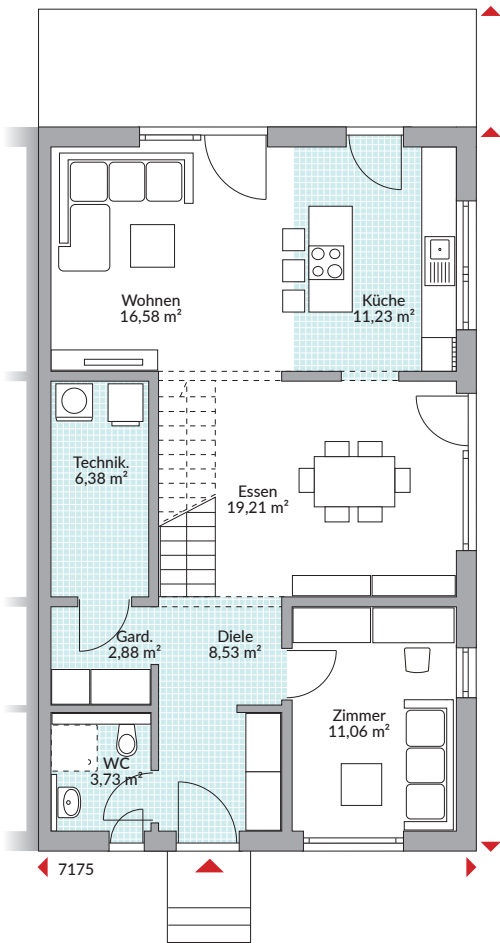 Wohnen
16,58 m²
Küche
11,23 m²
Technik.
6,38 m²
Essen
19,21 m²
Gard.
2,88 m²
Diele
8,53 m²
Zimmer
11,06 m²
WC
3,73 m²
7175